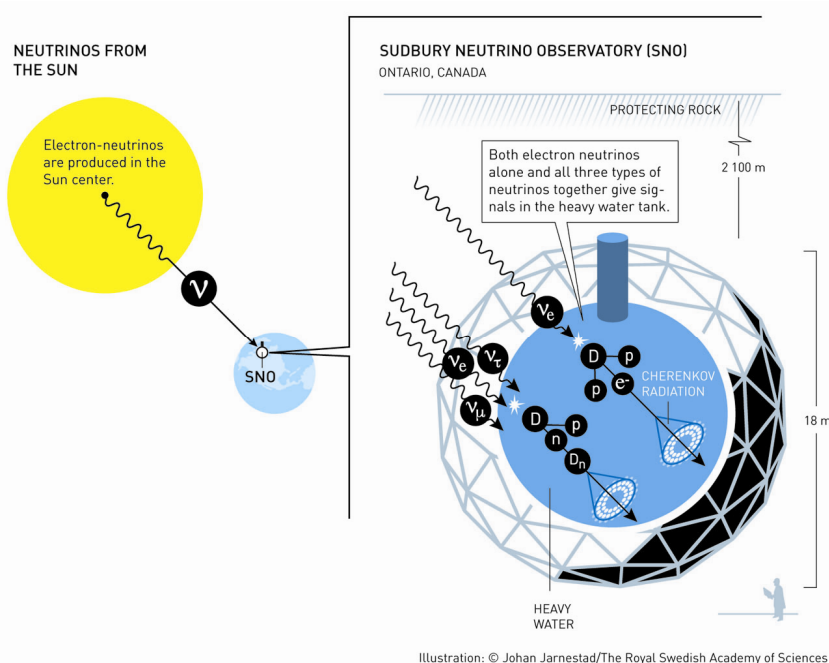 NEUTRINOS FROM
THE SUN
Electron-neutrinos
are produced in the
Sun center.
ν
SNO
SUDBURY NEUTRINO OBSERVATORY (SNO)
ONTARIO, CANADA
PROTECTING ROCK
2 100 m
Both electron neutrinos
alone and all three types of
neutrinos together give sig-
nals in the heavy water tank.
νe
νe
ντ
νμ
D
p
p
e-
CHERENKOV
RADIATION
D
p
n
Dn
18 m
HEAVY
WATER
Illustration: © Johan Jarnestad/The Royal Swedish Academy of Sciences